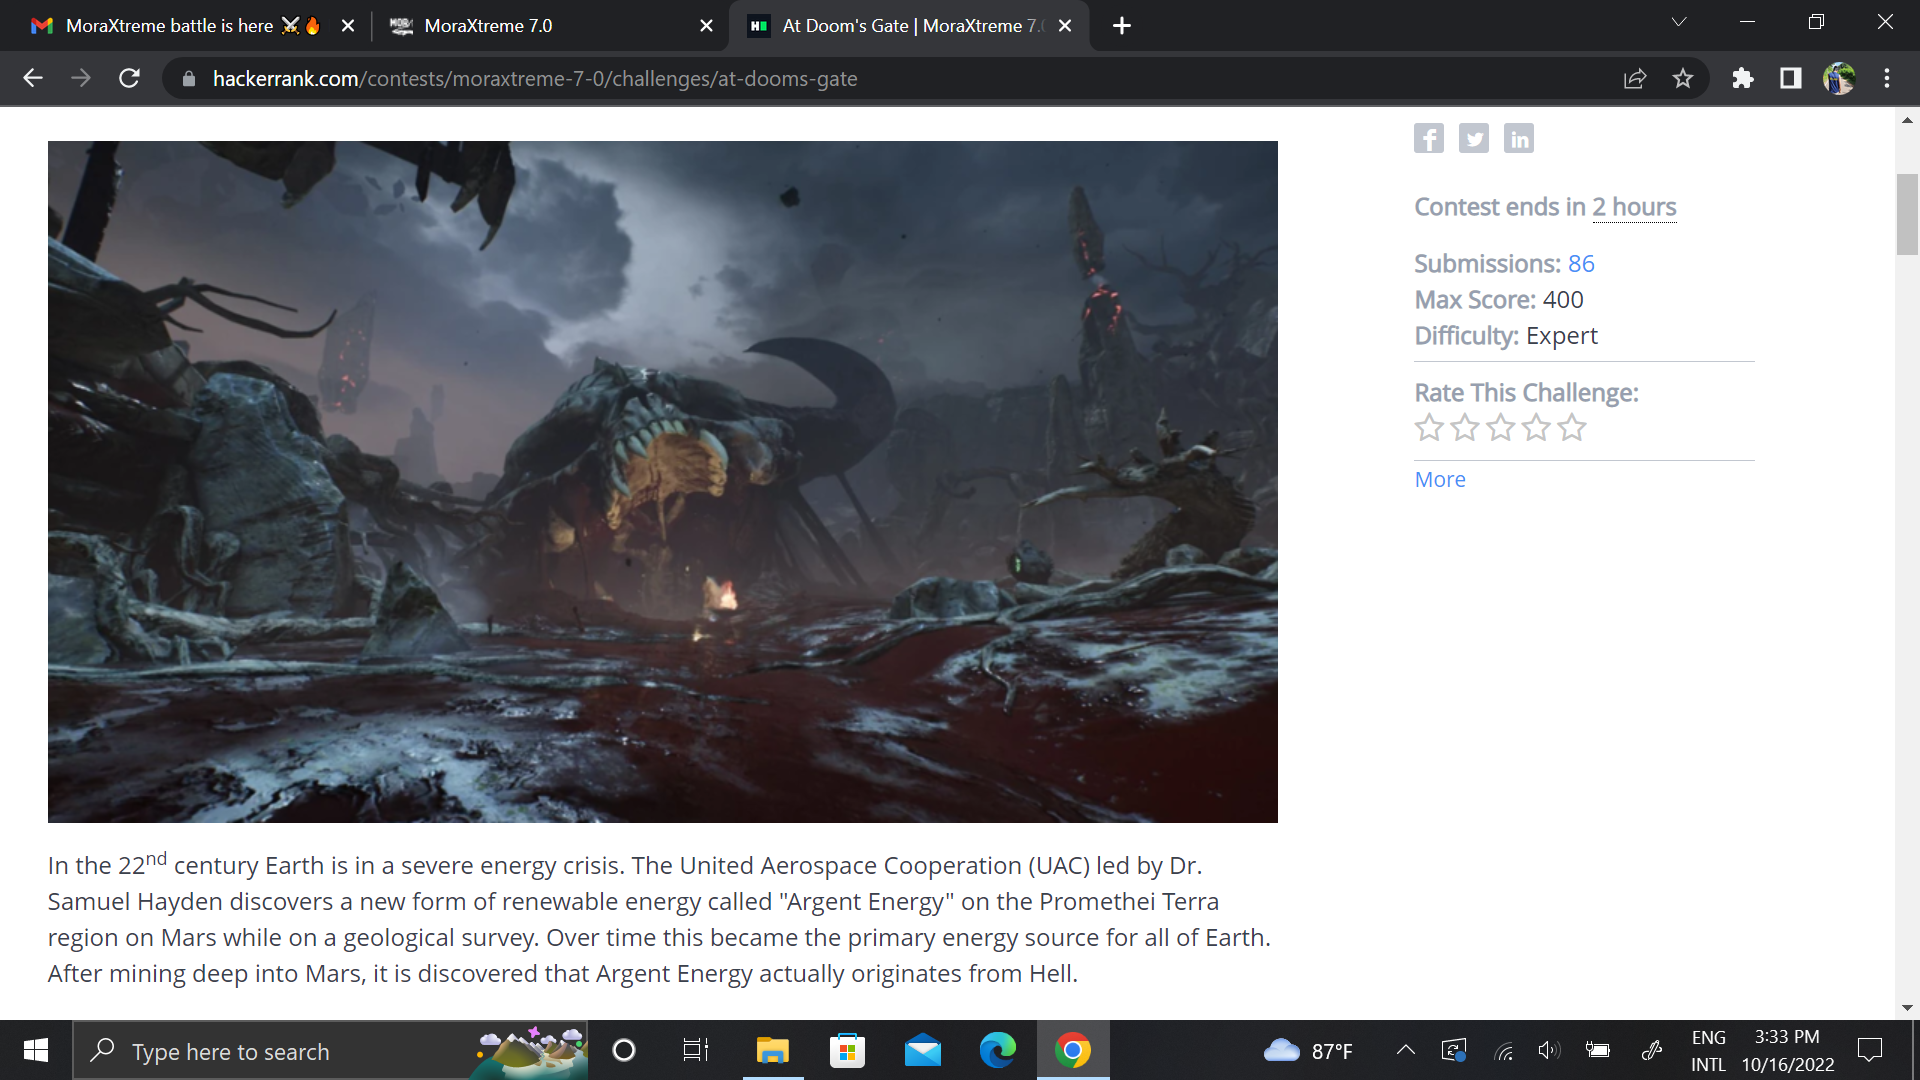 MoraXtreme battle is here ⚔🔥
MoraXtreme 7.0
At Doom's Gate | MoraXtreme 7.0
hackerrank.com/contests/moraxtreme-7-0/challenges/at-dooms-gate
Contest ends in 2 hours
Submissions: 86
Max Score: 400
Difficulty: Expert
Rate This Challenge:
More
In the 22nd century Earth is in a severe energy crisis. The United Aerospace Cooperation (UAC) led by Dr.
Samuel Hayden discovers a new form of renewable energy called "Argent Energy" on the Promethei Terra
region on Mars while on a geological survey. Over time this became the primary energy source for all of Earth.
After mining deep into Mars, it is discovered that Argent Energy actually originates from Hell.
Type here to search
87°F
ENG
INTL
3:33 PM
10/16/2022